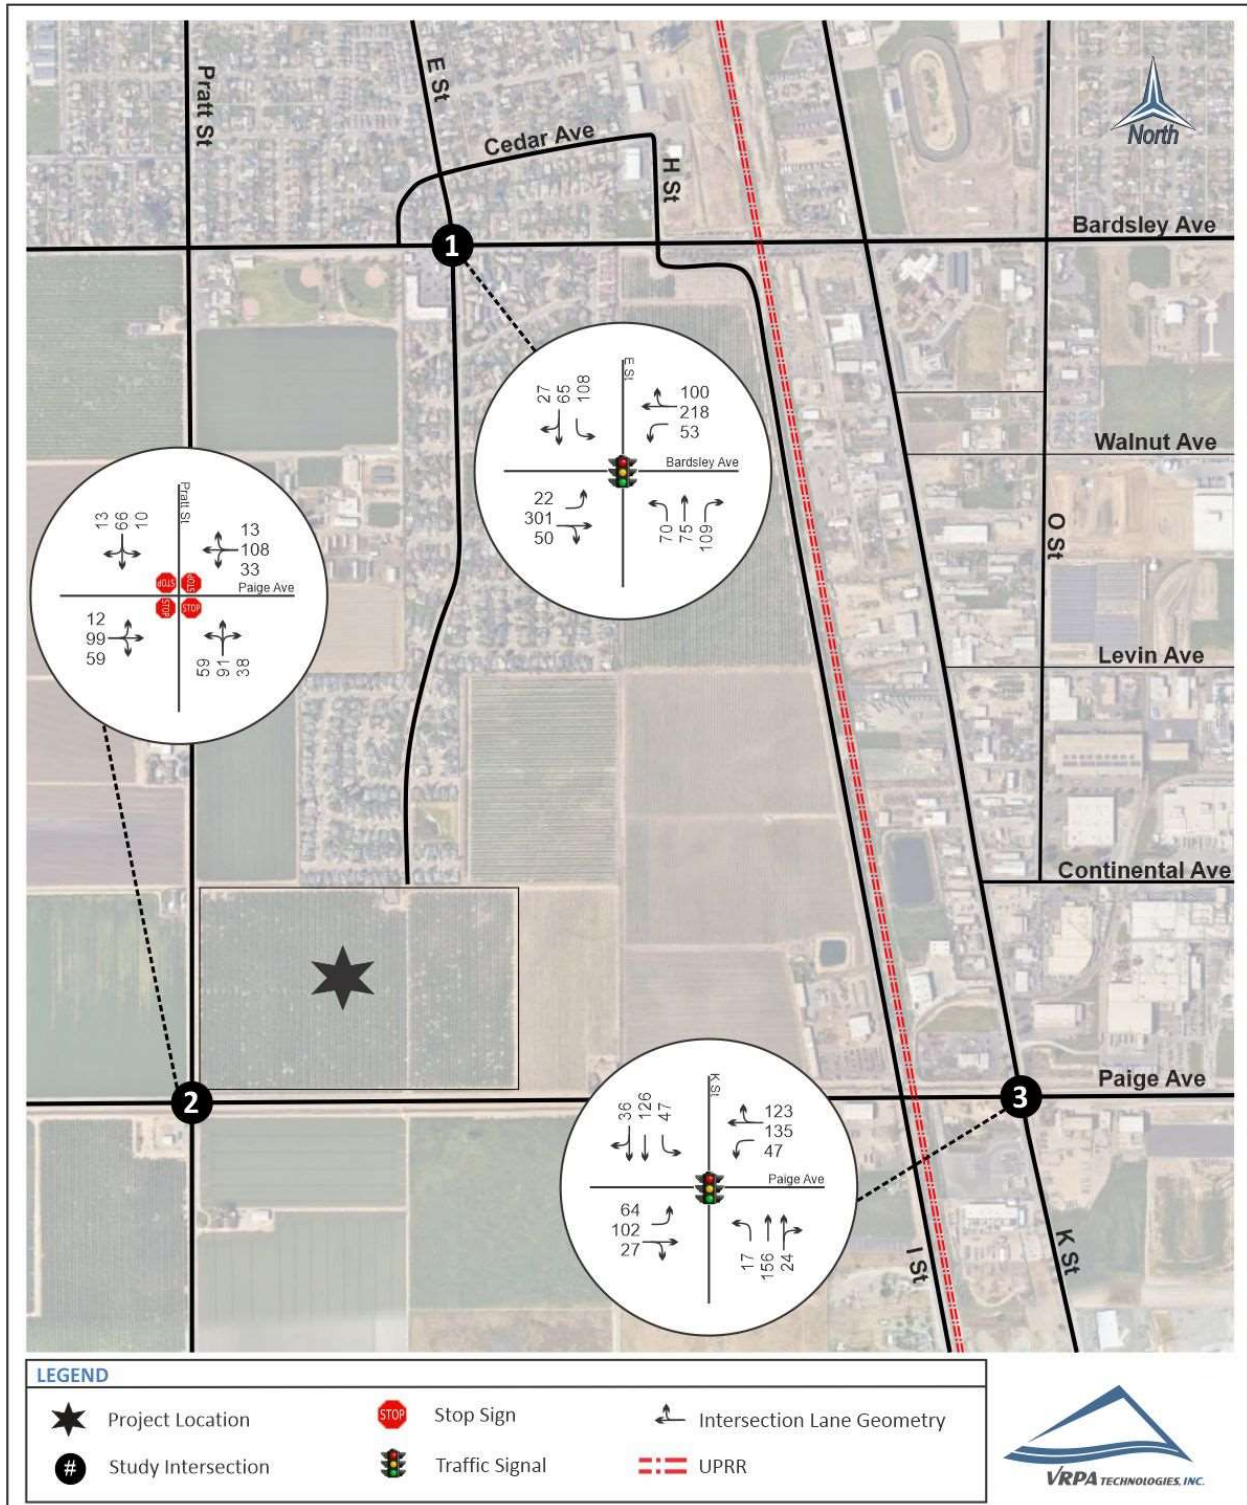 Pratt St
E St
Cedar Ave
H St
North
Bardsley Ave
1
27
65
108
E St
100
218
53
Bardsley Ave
22
301
50
70
75
109
Walnut Ave
O St
13
66
10
Pratt St
13
108
33
STOP
STOP
STOP
STOP
Paige Ave
12
99
59
59
91
38
Levin Ave
Continental Ave
2
3
Paige Ave
36
126
47
K St
123
135
47
Paige Ave
64
102
27
17
156
24
I St
K St
LEGEND
Project Location
STOP
Stop Sign
Intersection Lane Geometry
#
Study Intersection
Traffic Signal
UPRR
VRPA TECHNOLOGIES, INC.